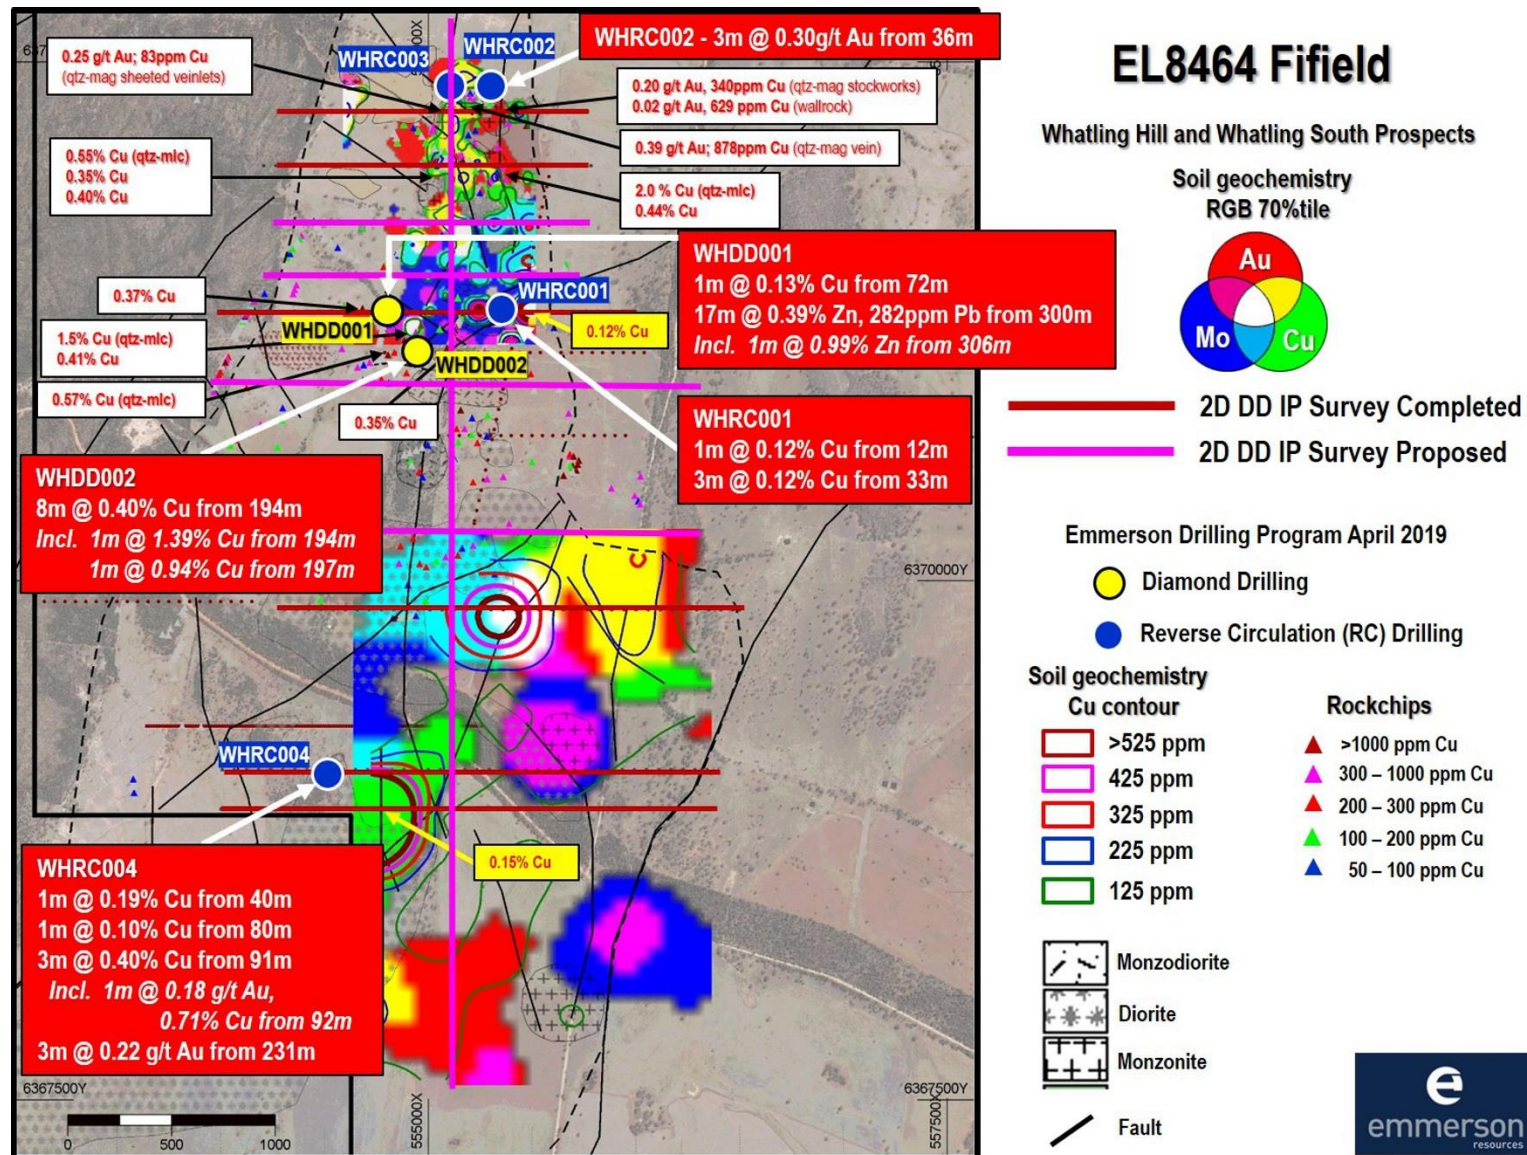 EL8464 Fifield
Whatling Hill and Whatling South Prospects
Soil geochemistry
RGB 70%tile
Au
Mo
Cu
2D DD IP Survey Completed
2D DD IP Survey Proposed
Emmerson Drilling Program April 2019
Diamond Drilling
Reverse Circulation (RC) Drilling
Soil geochemistry
Cu contour
>525 ppm
425 ppm
325 ppm
225 ppm
125 ppm
Rockchips
>1000 ppm Cu
300 – 1000 ppm Cu
200 – 300 ppm Cu
100 – 200 ppm Cu
50 – 100 ppm Cu
Monzodiorite
Diorite
Monzonite
Fault
emmerson
resources
WHRC003
WHRC002
WHRC002 - 3m @ 0.30g/t Au from 36m
0.25 g/t Au; 83ppm Cu
(qtz-mag sheeted veinlets)
0.20 g/t Au, 340ppm Cu (qtz-mag stockworks)
0.02 g/t Au, 629 ppm Cu (wallrock)
0.39 g/t Au; 878ppm Cu (qtz-mag vein)
0.55% Cu (qtz-mlc)
0.35% Cu
0.40% Cu
2.0 % Cu (qtz-mlc)
0.44% Cu
WHDD001
1m @ 0.13% Cu from 72m
17m @ 0.39% Zn, 282ppm Pb from 300m
Incl. 1m @ 0.99% Zn from 306m
0.37% Cu
WHRC001
WHDD001
0.12% Cu
1.5% Cu (qtz-mlc)
0.41% Cu
WHDD002
0.57% Cu (qtz-mlc)
0.35% Cu
WHRC001
1m @ 0.12% Cu from 12m
3m @ 0.12% Cu from 33m
WHDD002
8m @ 0.40% Cu from 194m
Incl. 1m @ 1.39% Cu from 194m
1m @ 0.94% Cu from 197m
6370000Y
WHRC004
0.15% Cu
WHRC004
1m @ 0.19% Cu from 40m
1m @ 0.10% Cu from 80m
3m @ 0.40% Cu from 91m
Incl. 1m @ 0.18 g/t Au,
0.71% Cu from 92m
3m @ 0.22 g/t Au from 231m
6367500Y
6367500Y
555000X
557500X
0
500
1000